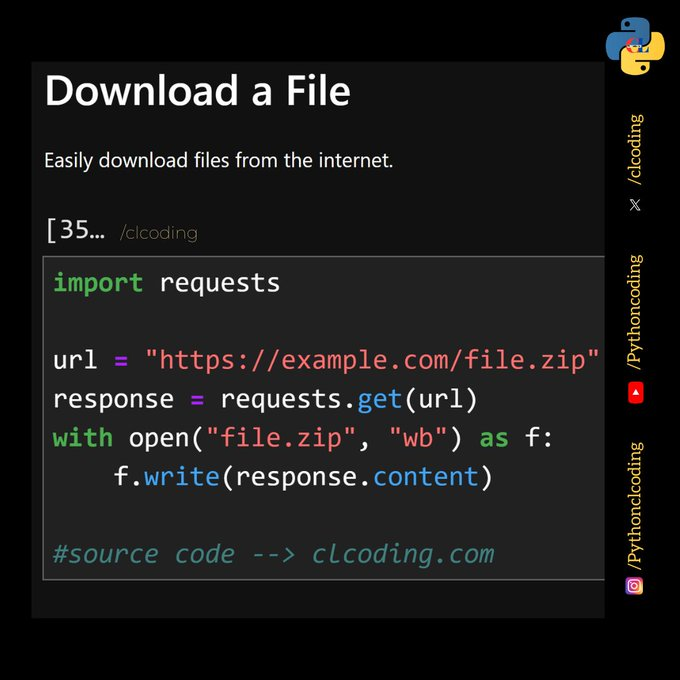 Download a File
Easily download files from the internet.
[35… /clcoding
import requests
url = "https://example.com/file.zip"
response = requests.get(url)
with open("file.zip", "wb") as f:
    f.write(response.content)
#source code --> clcoding.com
/clcoding
/Pythoncoding
/Pythonclcoding